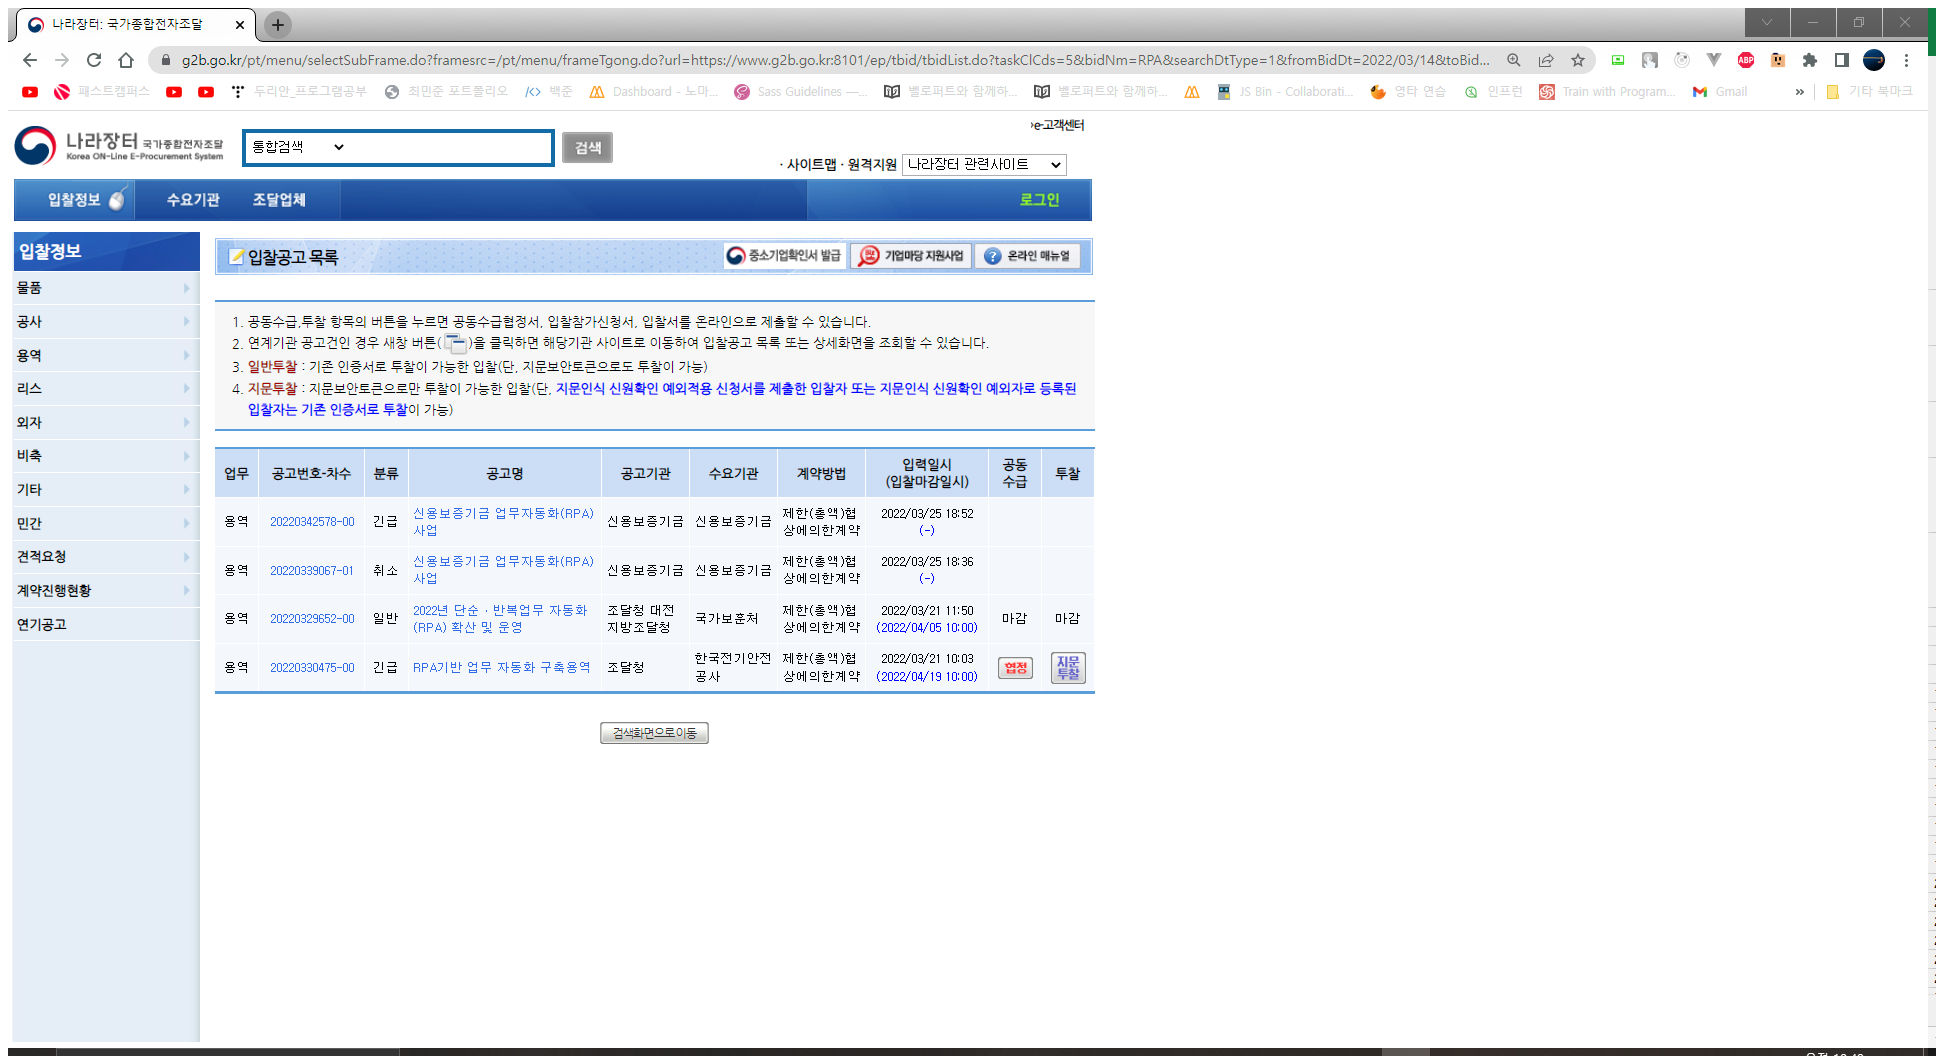 나라장터: 국가종합전자조달
g2b.go.kr/pt/menu/selectSubFrame.do?framesrc=/pt/menu/frameTgong.do?url=https://www.g2b.go.kr:8101/ep/tbid/tbidList.do?taskClCds=5&bidNm=RPA&searchDtType=1&fromBidDt=2022/03/14&toBid...
패스트캠퍼스 두리안_프로그램공부 최민준 포트폴리오 백준 Dashboard - 노마... Sass Guidelines —... 벨로퍼트와 함께하... 벨로퍼트와 함께하... JS Bin - Collaborati... 영타 연습 인프런 Train with Program... Gmail » 기타 북마크
›e-고객센터
나라장터 국가종합전자조달
Korea ON-Line E-Procurement System
통합검색 검색
· 사이트맵 · 원격지원 나라장터 관련사이트
입찰정보 수요기관 조달업체 로그인
입찰정보
물품
공사
용역
리스
외자
비축
기타
민간
견적요청
계약진행현황
연기공고
입찰공고 목록 중소기업확인서 발급 기업마당 지원사업 온라인 매뉴얼
1. 공동수급,투찰 항목의 버튼을 누르면 공동수급협정서, 입찰참가신청서, 입찰서를 온라인으로 제출할 수 있습니다.
2. 연계기관 공고건인 경우 새창 버튼( )을 클릭하면 해당기관 사이트로 이동하여 입찰공고 목록 또는 상세화면을 조회할 수 있습니다.
3. 일반투찰 : 기존 인증서로 투찰이 가능한 입찰(단, 지문보안토큰으로도 투찰이 가능)
4. 지문투찰 : 지문보안토큰으로만 투찰이 가능한 입찰(단, 지문인식 신원확인 예외적용 신청서를 제출한 입찰자 또는 지문인식 신원확인 예외자로 등록된
입찰자는 기존 인증서로 투찰이 가능)
업무 공고번호-차수 분류 공고명 공고기관 수요기관 계약방법 입력일시 (입찰마감일시) 공동 수급 투찰
용역 20220342578-00 긴급 신용보증기금 업무자동화(RPA) 사업 신용보증기금 신용보증기금 제한(총액)협상에의한계약 2022/03/25 18:52 (-)
용역 20220339067-01 취소 신용보증기금 업무자동화(RPA) 사업 신용보증기금 신용보증기금 제한(총액)협상에의한계약 2022/03/25 18:36 (-)
용역 20220329652-00 일반 2022년 단순·반복업무 자동화(RPA) 확산 및 운영 조달청 대전지방조달청 국가보훈처 제한(총액)협상에의한계약 2022/03/21 11:50 (2022/04/05 10:00) 마감 마감
용역 20220330475-00 긴급 RPA기반 업무 자동화 구축용역 조달청 한국전기안전공사 제한(총액)협상에의한계약 2022/03/21 10:03 (2022/04/19 10:00) 협정 지문투찰
검색화면으로이동